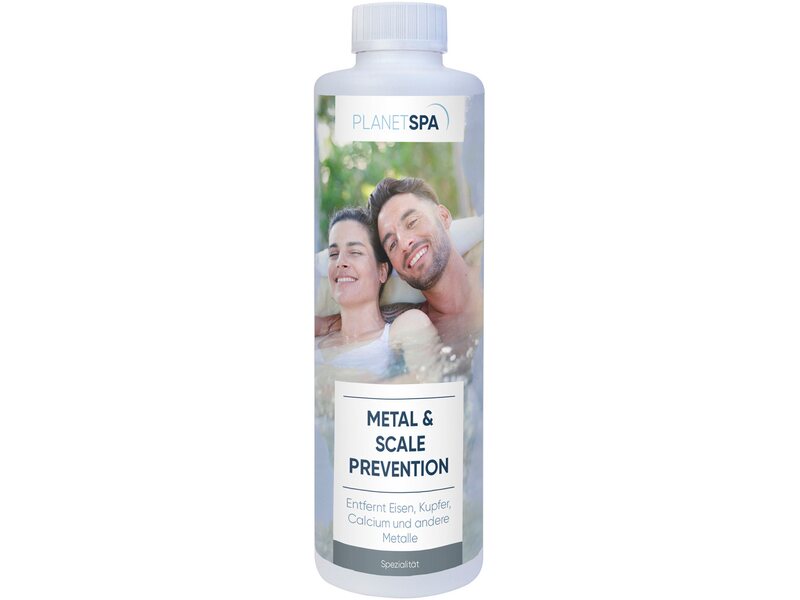 PLANETSPA
METAL &
SCALE
PREVENTION
Entfernt Eisen, Kupfer,
Calcium und andere
Metalle
Spezialität